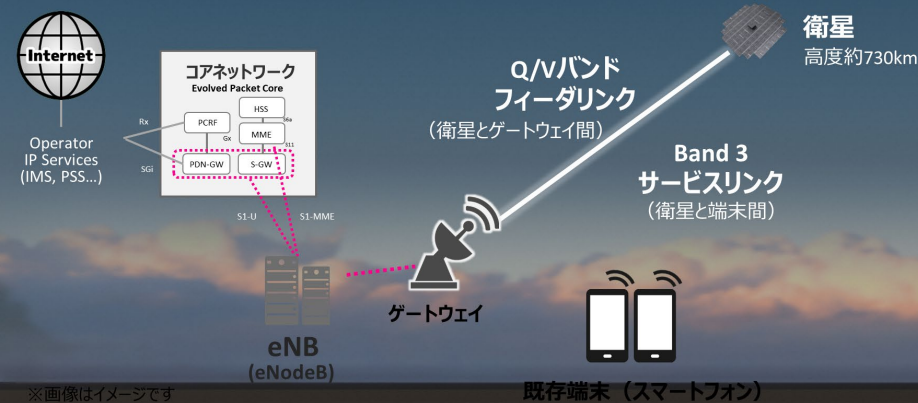 Internet
Operator
IP Services
(IMS, PSS...)
Rx
SGi
コアネットワーク
Evolved Packet Core
HSS
S6a
PCRF
Gx
MME
S11
PDN-GW
S-GW
S1-U
S1-MME
eNB
(eNodeB)
ゲートウェイ
Q/Vバンド
フィーダリンク
(衛星とゲートウェイ間)
衛星
高度約730km
Band 3
サービスリンク
(衛星と端末間)
既存端末（スマートフォン）
※画像はイメージです